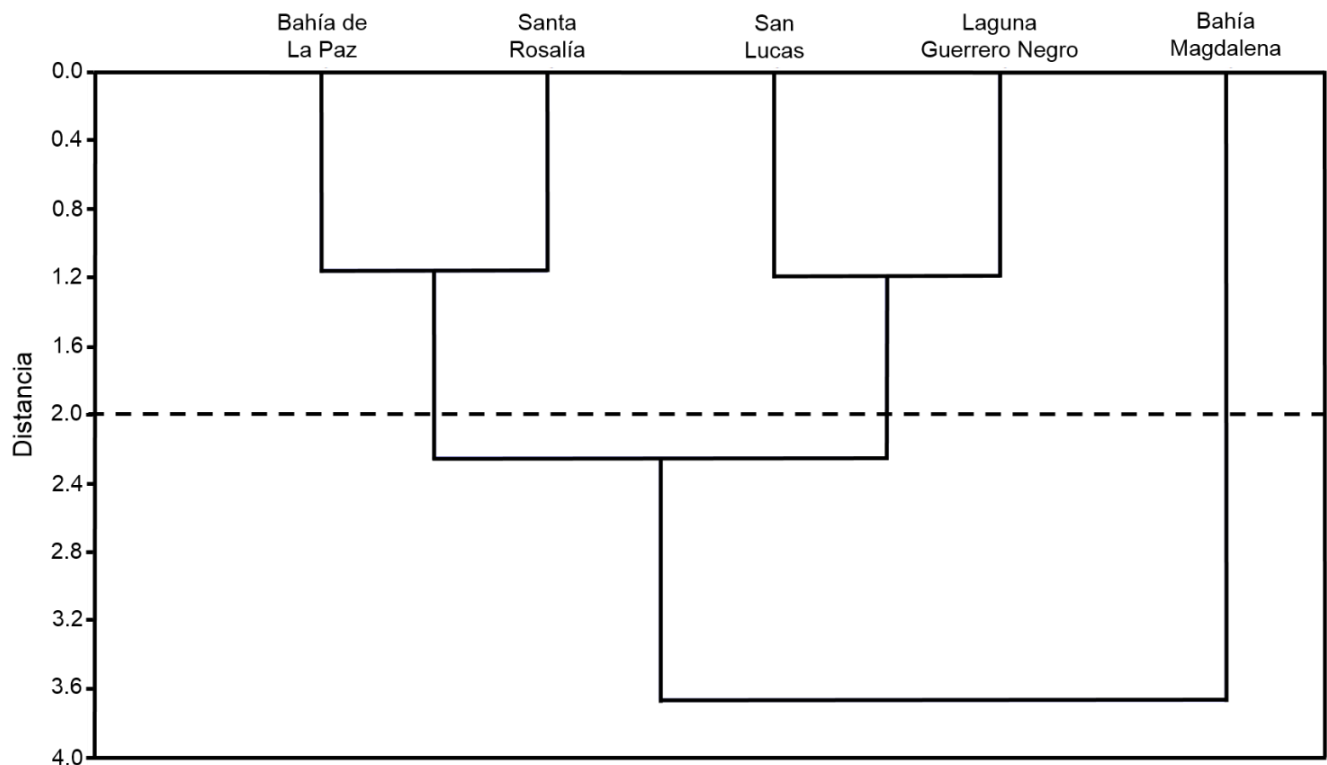 Bahía de
La Paz
Santa
Rosalía
San
Lucas
Laguna
Guerrero Negro
Bahía
Magdalena
0.0
0.4
0.8
1.2
1.6
2.0
2.4
2.8
3.2
3.6
4.0
Distancia